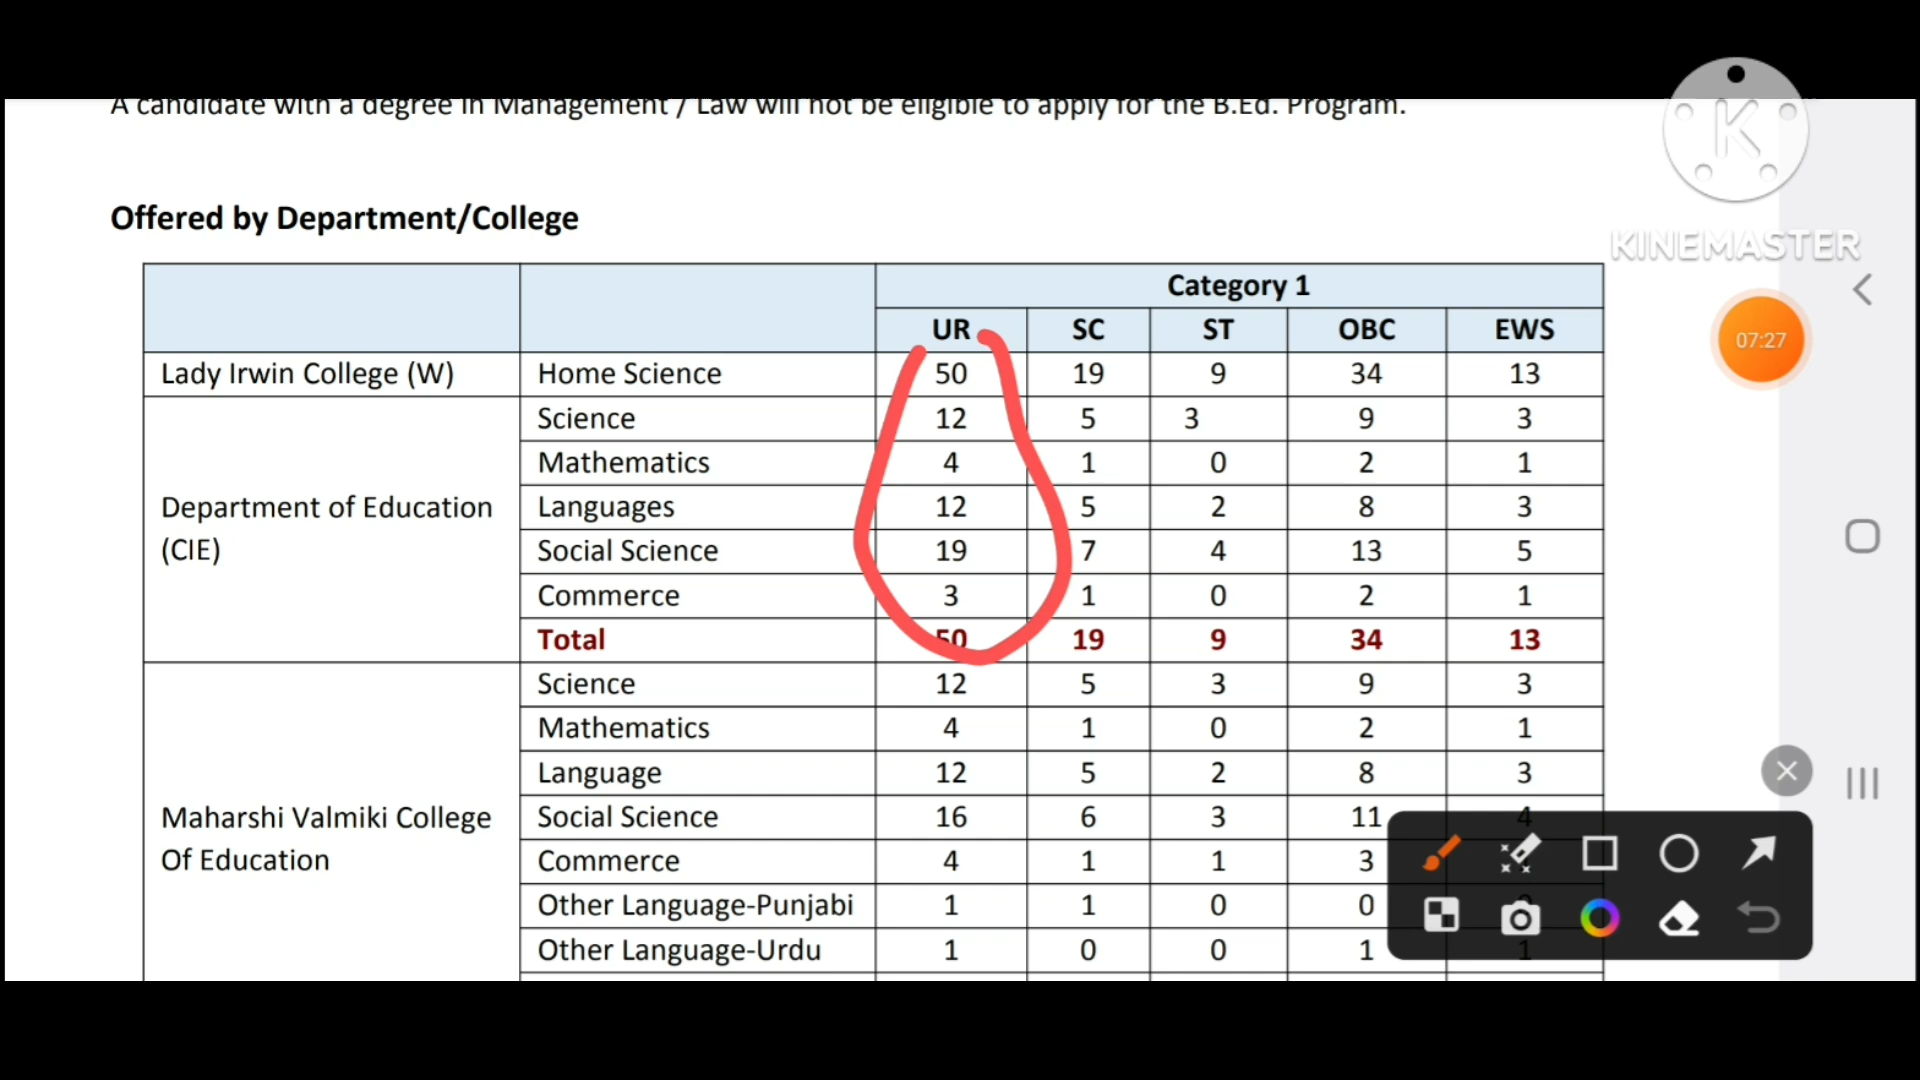 A candidate with a degree in Management / Law will not be eligible to apply for the B.Ed. Program.
K
KINEMASTER
Offered by Department/College
Category 1
UR SC ST OBC EWS
07:27
Lady Irwin College (W) Home Science 50 19 9 34 13
Department of Education (CIE)
Science 12 5 3 9 3
Mathematics 4 1 0 2 1
Languages 12 5 2 8 3
Social Science 19 7 4 13 5
Commerce 3 1 0 2 1
Total 50 19 9 34 13
Maharshi Valmiki College Of Education
Science 12 5 3 9 3
Mathematics 4 1 0 2 1
Language 12 5 2 8 3
Social Science 16 6 3 11 4
Commerce 4 1 1 3
Other Language-Punjabi 1 1 0 0
Other Language-Urdu 1 0 0 1 1